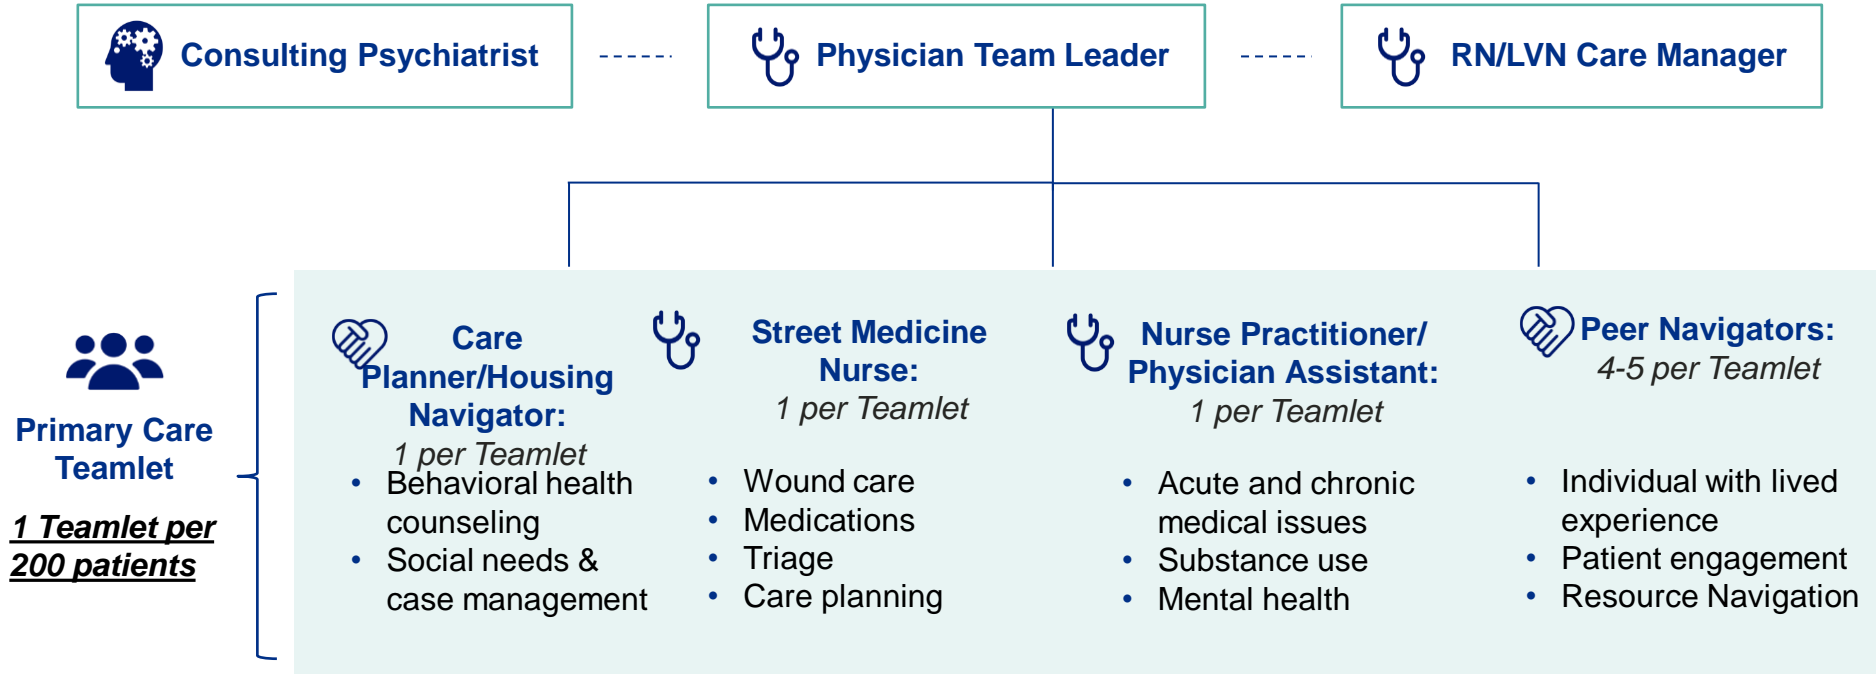 Consulting Psychiatrist
Physician Team Leader
RN/LVN Care Manager
Primary Care
Teamlet
1 Teamlet per
200 patients
Care
Planner/Housing
Navigator:
1 per Teamlet
• Behavioral health
counseling
• Social needs &
case management
Street Medicine
Nurse:
1 per Teamlet
• Wound care
• Medications
• Triage
• Care planning
Nurse Practitioner/
Physician Assistant:
1 per Teamlet
• Acute and chronic
medical issues
• Substance use
• Mental health
Peer Navigators:
4-5 per Teamlet
• Individual with lived
experience
• Patient engagement
• Resource Navigation